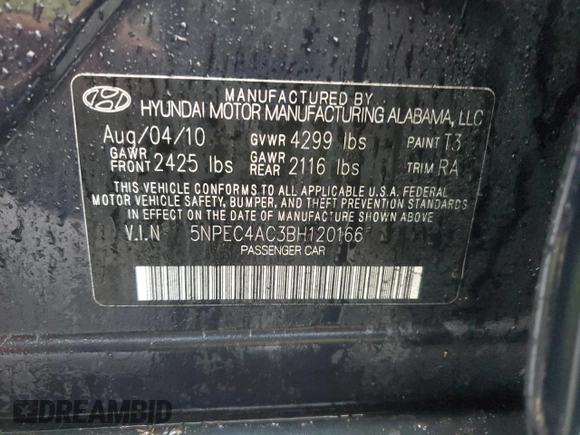 MANUFACTURED BY
HYUNDAI MOTOR MANUFACTURING ALABAMA, LLC
Aug/04/10 GVWR 4299 lbs PAINT T3
GAWR FRONT 2425 lbs GAWR REAR 2116 lbs TRIM RA
THIS VEHICLE CONFORMS TO ALL APPLICABLE U.S.A. FEDERAL
MOTOR VEHICLE SAFETY, BUMPER, AND THEFT PREVENTION STANDARDS
IN EFFECT ON THE DATE OF MANUFACTURE SHOWN ABOVE
V.I.N 5NPEC4AC3BH120166
PASSENGER CAR
DREAMBID